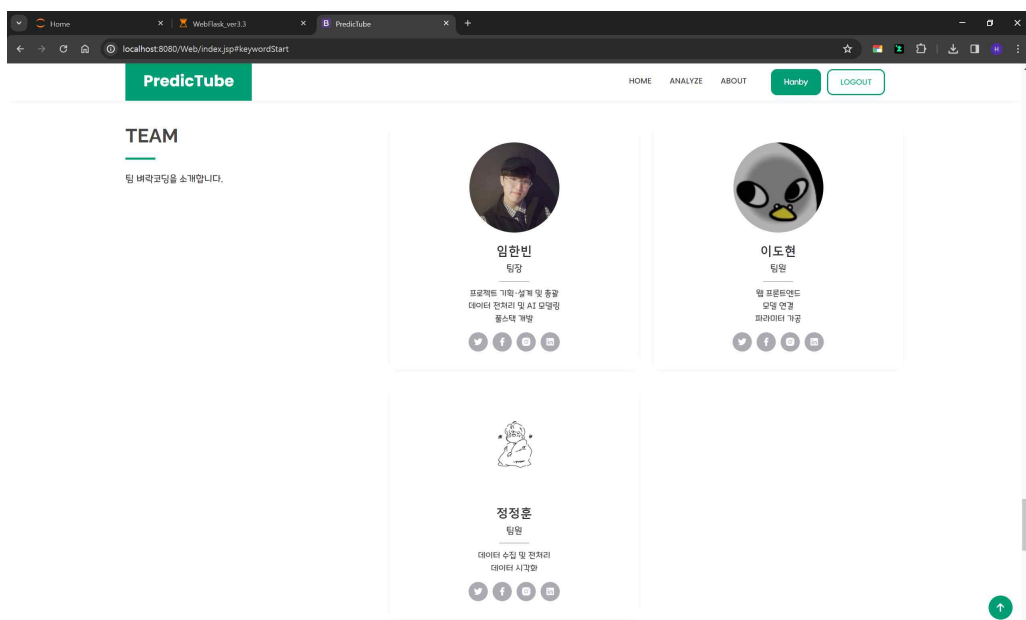 Home
WebFlask_ver3.3
PredicTube
localhost:8080/Web/index.jsp#keywordStart
PredicTube
HOME ANALYZE ABOUT Hanby LOGOUT
TEAM
팀 벼락코딩을 소개합니다.
임한빈
팀장
프로젝트 기획·설계 및 총괄
데이터 전처리 및 AI 모델링
풀스택 개발
이도현
팀원
웹 프론트엔드
모델 연결
파라미터 가공
정정훈
팀원
데이터 수집 및 전처리
데이터 시각화